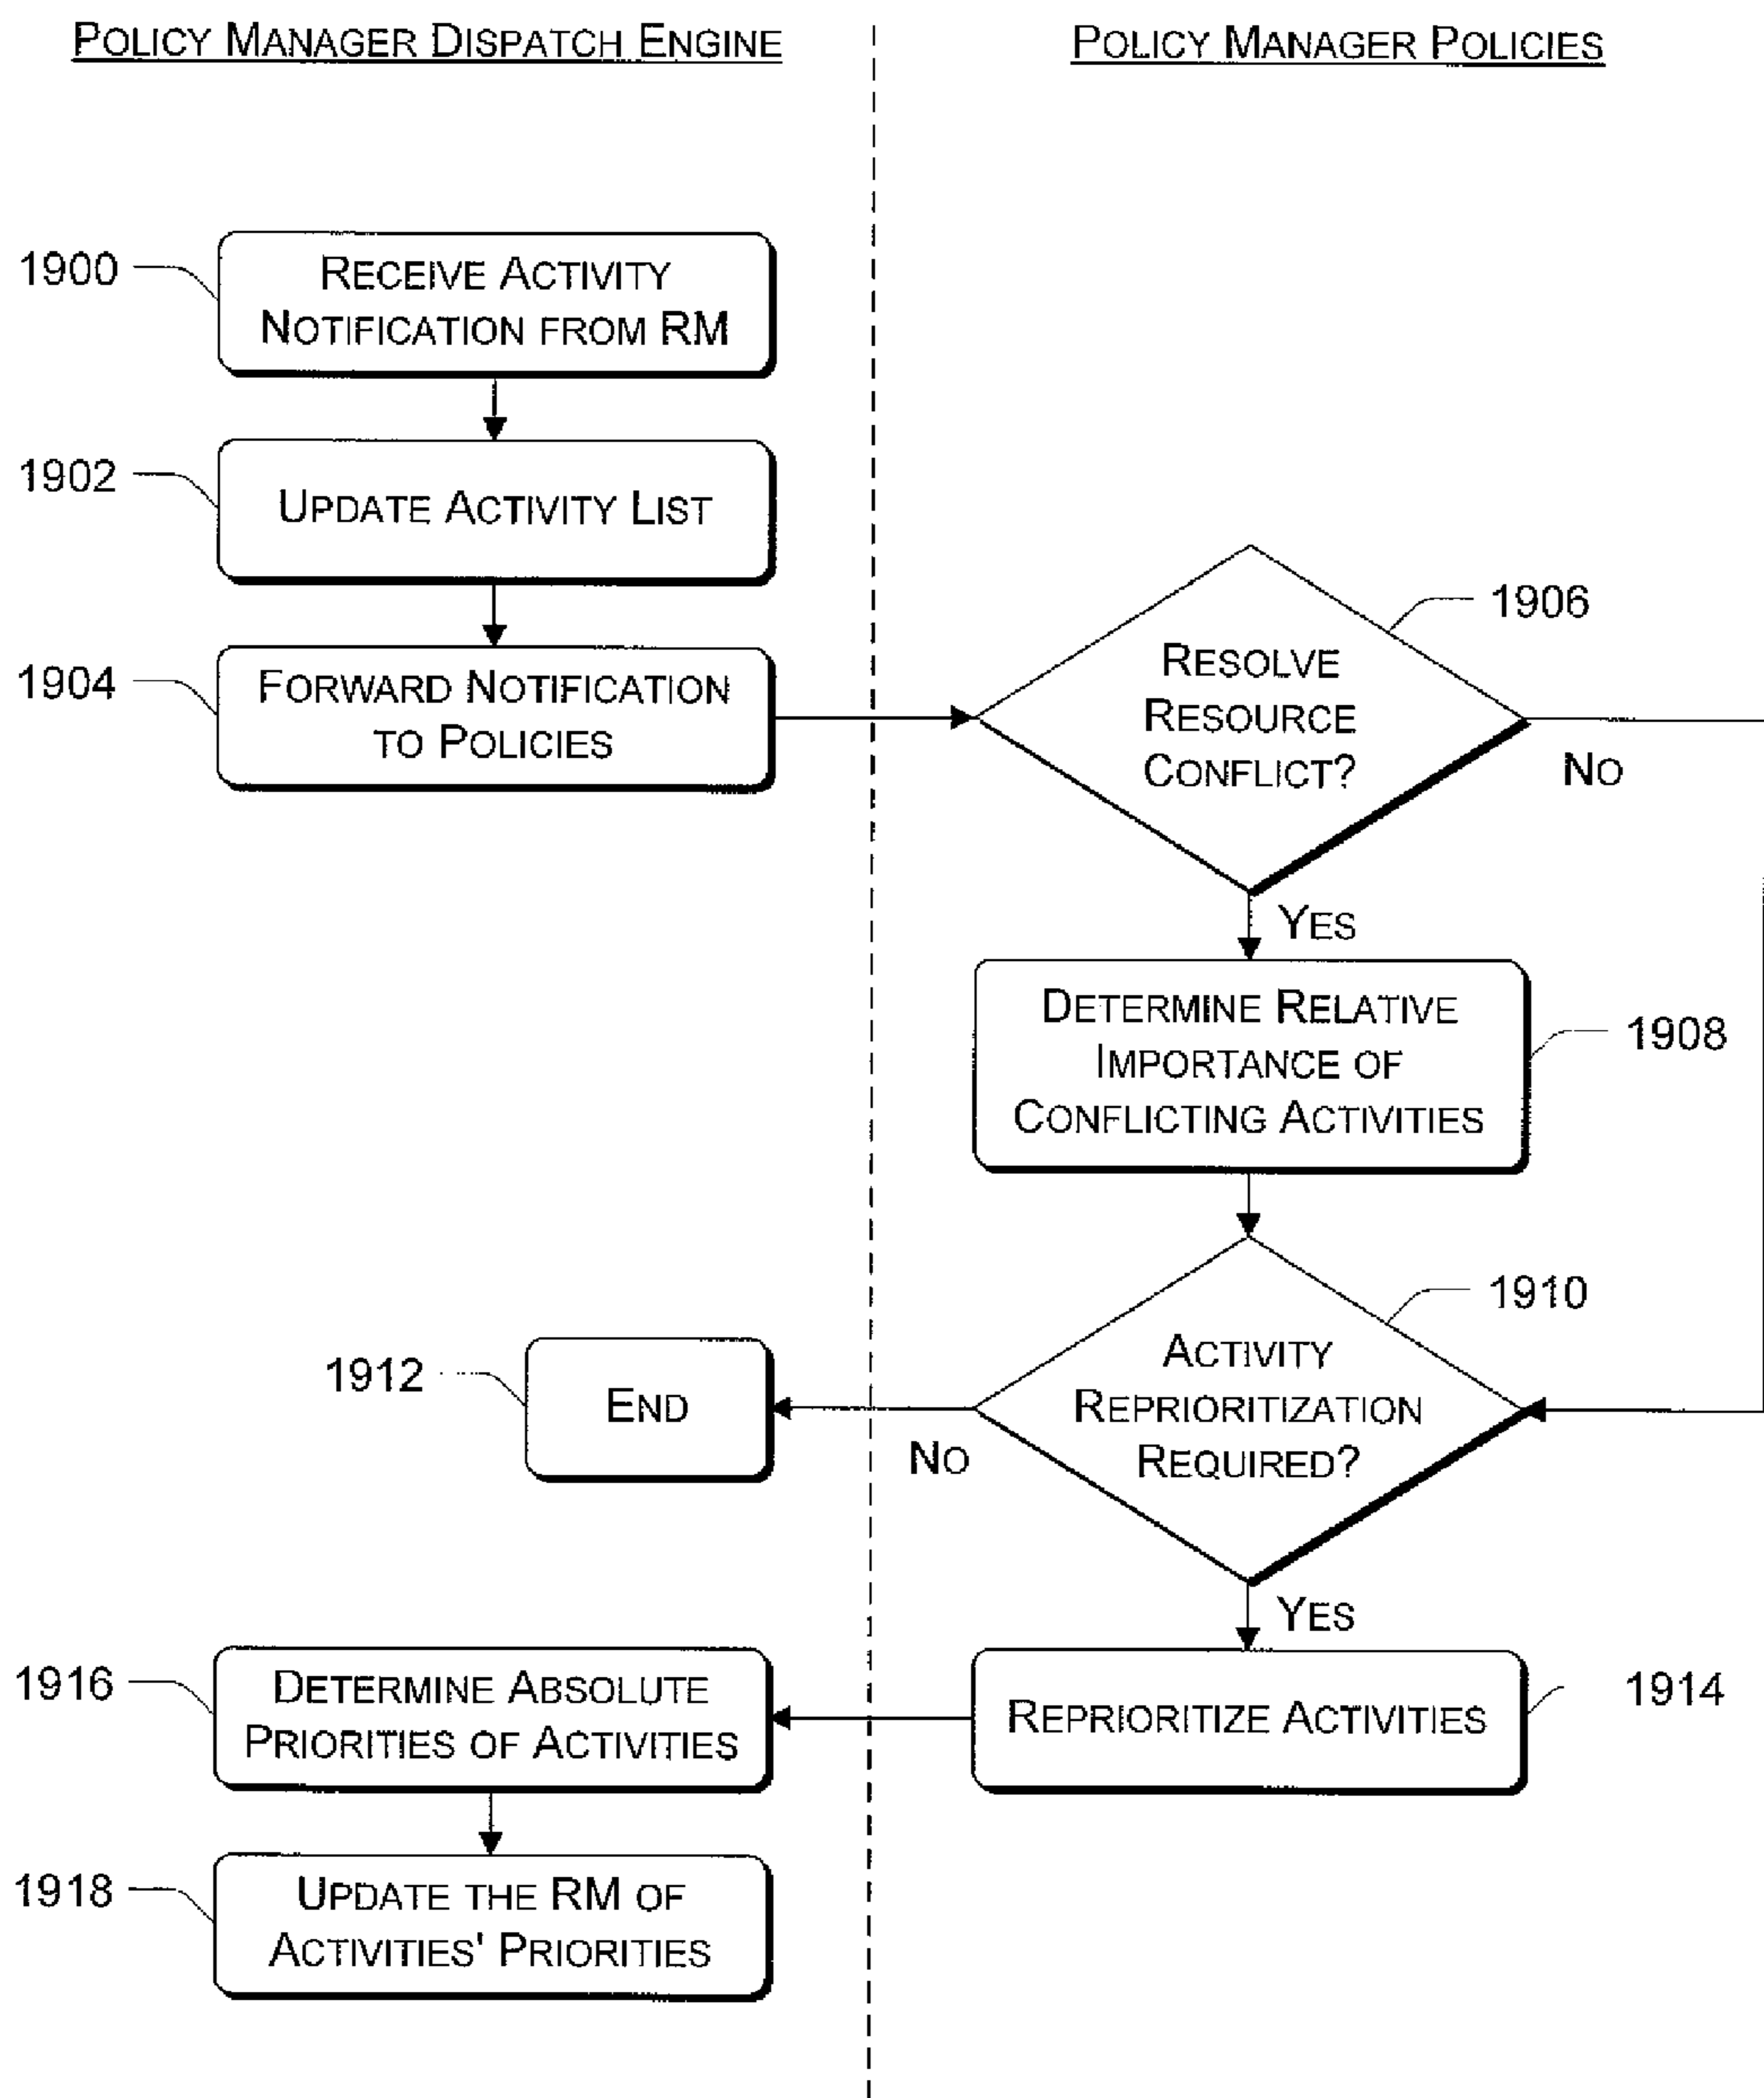 POLICY MANAGER DISPATCH ENGINE
POLICY MANAGER POLICIES
1900
RECEIVE ACTIVITY
NOTIFICATION FROM RM
1902
UPDATE ACTIVITY LIST
1904
FORWARD NOTIFICATION
TO POLICIES
1906
RESOLVE
RESOURCE
CONFLICT?
NO
YES
DETERMINE RELATIVE
IMPORTANCE OF
CONFLICTING ACTIVITIES
1908
1910
ACTIVITY
REPRIORITIZATION
REQUIRED?
1912
END
NO
YES
1914
REPRIORITIZE ACTIVITIES
1916
DETERMINE ABSOLUTE
PRIORITIES OF ACTIVITIES
1918
UPDATE THE RM OF
ACTIVITIES' PRIORITIES